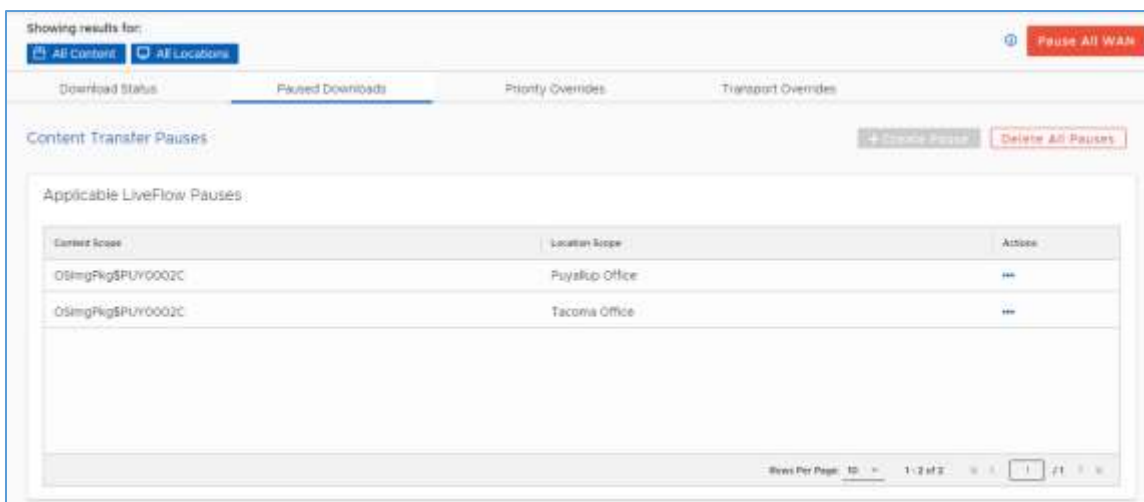 Showing results for:
All Content All Locations
Pause All WAN
Download Status Paused Downloads Priority Overrides Transport Overrides
Content Transfer Pauses
+ Create Pause Delete All Pauses
Applicable LiveFlow Pauses
Content Scope Location Scope Actions
OSImgPkg$PUY0002C Puyallup Office •••
OSImgPkg$PUY0002C Tacoma Office •••
Rows Per Page 10 1-2 of 2 1 / 1